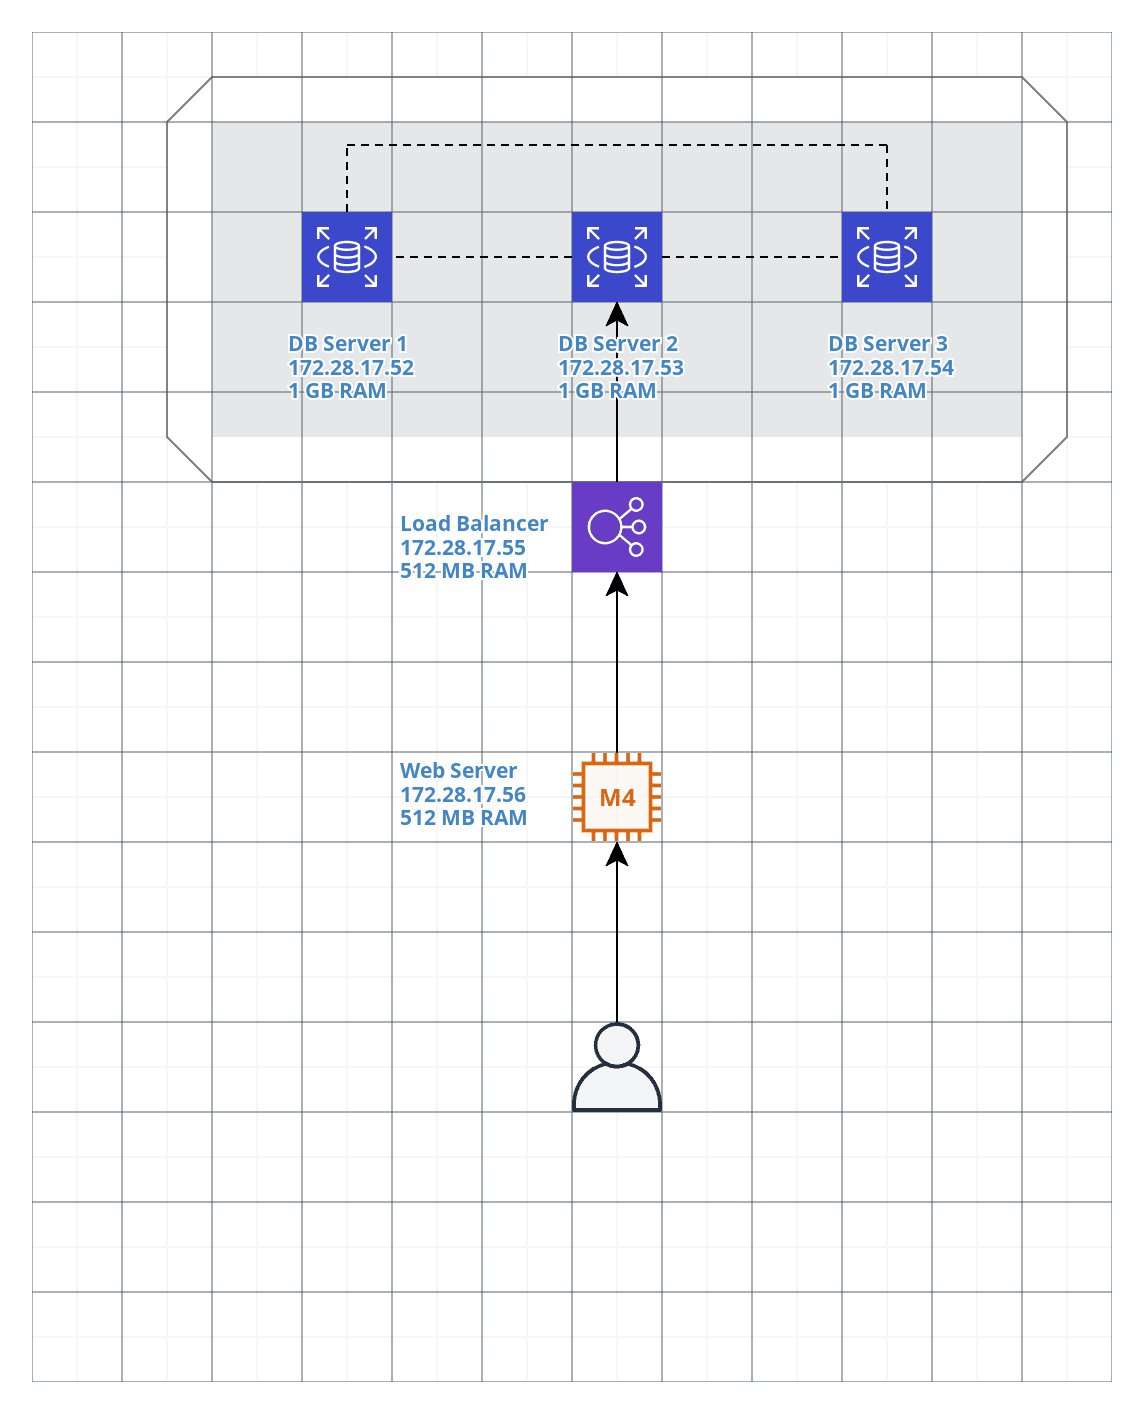 DB Server 1
172.28.17.52
1 GB RAM
DB Server 2
172.28.17.53
1 GB RAM
DB Server 3
172.28.17.54
1 GB RAM
Load Balancer
172.28.17.55
512 MB RAM
Web Server
172.28.17.56
512 MB RAM
M4